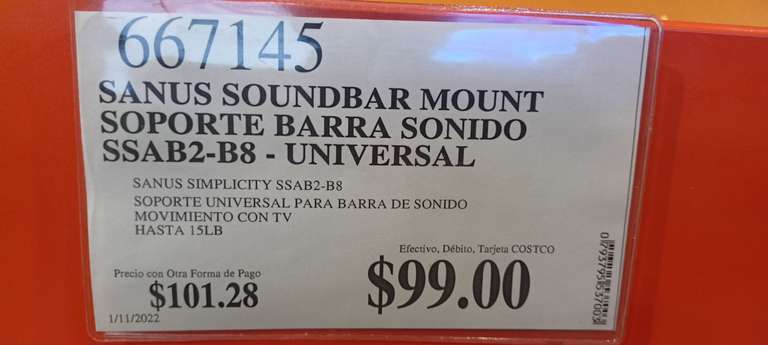 667145
SANUS SOUNDBAR MOUNT
SOPORTE BARRA SONIDO
SSAB2-B8 - UNIVERSAL
SANUS SIMPLICITY SSAB2-B8
SOPORTE UNIVERSAL PARA BARRA DE SONIDO
MOVIMIENTO CON TV
HASTA 15LB
Efectivo, Débito, Tarjeta COSTCO
Precio con Otra Forma de Pago
$101.28
$99.00
1/11/2022